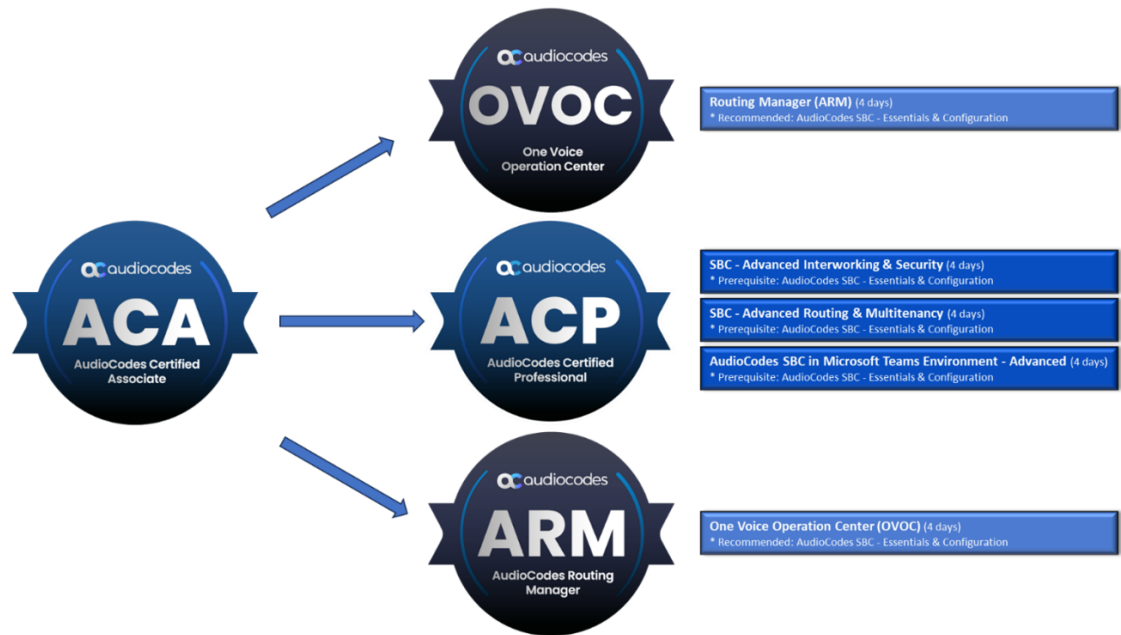 audiocodes
OVOC
One Voice
Operation Center
Routing Manager (ARM) (4 days)
* Recommended: AudioCodes SBC - Essentials & Configuration
audiocodes
ACA
AudioCodes Certified
Associate
audiocodes
ACP
AudioCodes Certified
Professional
SBC - Advanced Interworking & Security (4 days)
* Prerequisite: AudioCodes SBC - Essentials & Configuration
SBC - Advanced Routing & Multitenancy (4 days)
* Prerequisite: AudioCodes SBC - Essentials & Configuration
AudioCodes SBC in Microsoft Teams Environment - Advanced (4 days)
* Prerequisite: AudioCodes SBC - Essentials & Configuration
audiocodes
ARM
AudioCodes Routing
Manager
One Voice Operation Center (OVOC) (4 days)
* Recommended: AudioCodes SBC - Essentials & Configuration